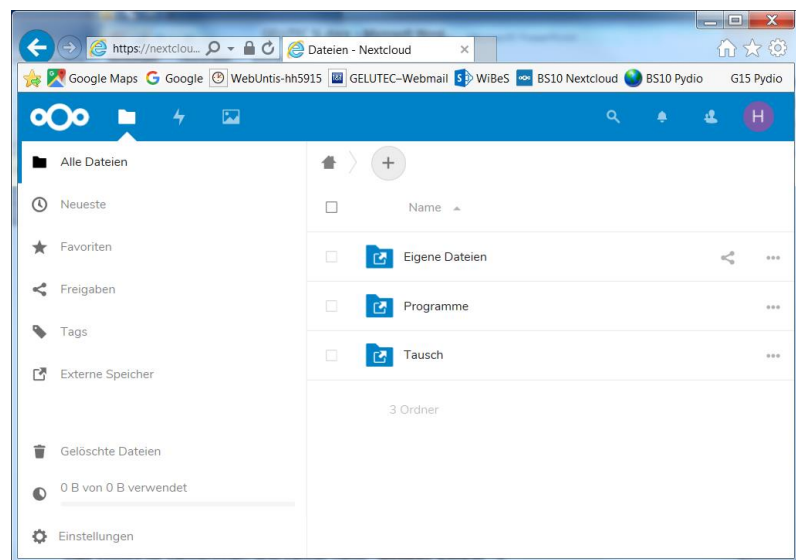 https://nextclou...
Dateien - Nextcloud
Google Maps Google WebUntis-hh5915 GELUTEC–Webmail WiBeS BS10 Nextcloud BS10 Pydio G15 Pydio
H
Alle Dateien
Neueste
Favoriten
Freigaben
Tags
Externe Speicher
Gelöschte Dateien
0 B von 0 B verwendet
Einstellungen
Name
Eigene Dateien
Programme
Tausch
3 Ordner